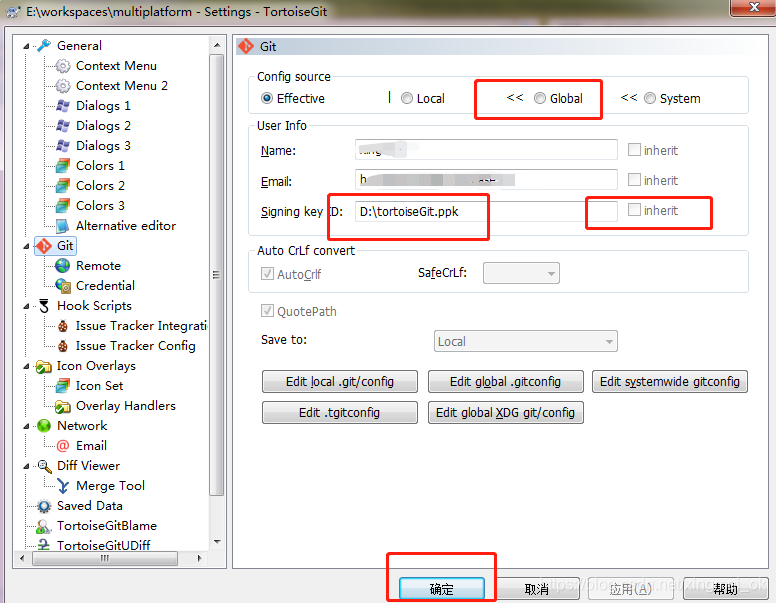 E:\workspaces\multiplatform - Settings - TortoiseGit
General
Context Menu
Context Menu 2
Dialogs 1
Dialogs 2
Dialogs 3
Colors 1
Colors 2
Colors 3
Alternative editor
Git
Remote
Credential
Hook Scripts
Issue Tracker Integrati
Issue Tracker Config
Icon Overlays
Icon Set
Overlay Handlers
Network
Email
Diff Viewer
Merge Tool
Saved Data
TortoiseGitBlame
TortoiseGitUDiff
Git
Config source
Effective | Local << Global << System
User Info
Name: inherit
Email: inherit
Signing key ID: D:\tortoiseGit.ppk inherit
Auto CrLf convert
AutoCrlf SafeCrLf:
QuotePath
Save to: Local
Edit local .git/config Edit global .gitconfig Edit systemwide gitconfig
Edit .tgitconfig Edit global XDG git/config
确定 取消 应用(A) 帮助